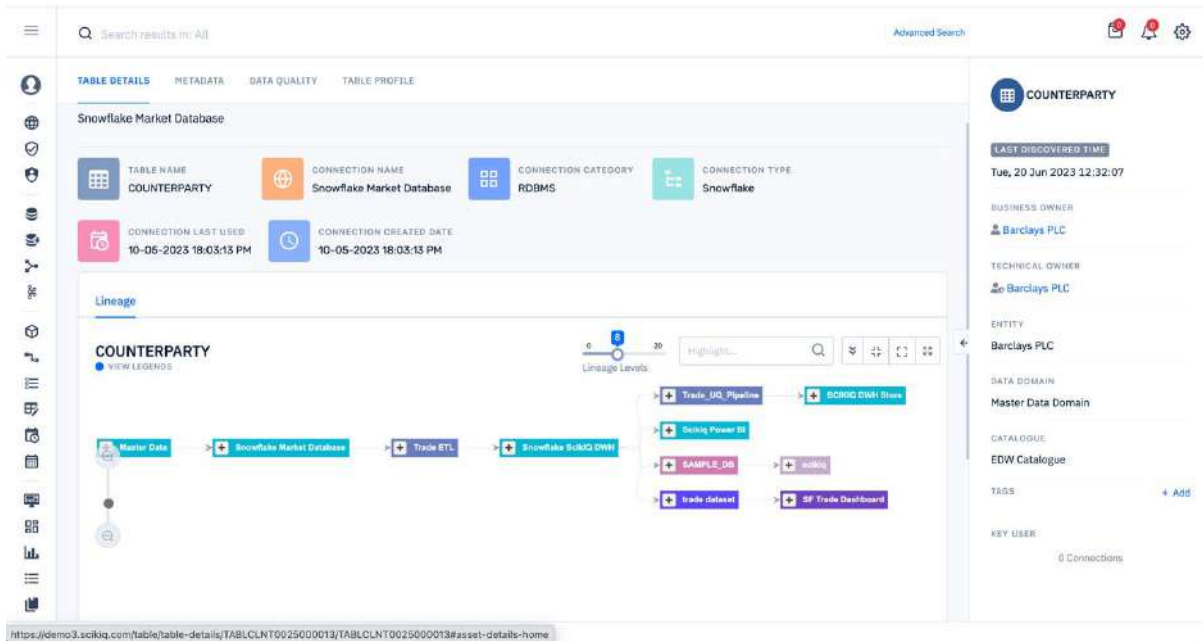 Search results in: All
Advanced Search
0
0
TABLE DETAILS METADATA DATA QUALITY TABLE PROFILE
Snowflake Market Database
TABLE NAME
COUNTERPARTY
CONNECTION NAME
Snowflake Market Database
CONNECTION CATEGORY
RDBMS
CONNECTION TYPE
Snowflake
CONNECTION LAST USED
10-05-2023 18:03:13 PM
CONNECTION CREATED DATE
10-05-2023 18:03:13 PM
Lineage
COUNTERPARTY
VIEW LEGENDS
0 8 20
Lineage Levels
Highlight...
Master Data
Snowflake Market Database
Trade ETL
Snowflake ScikiQ DWH
Trade_UQ_Pipeline
SCIKIQ DWH Store
Scikiq Power BI
SAMPLE_DB
scikiq
trade dataset
SF Trade Dashboard
COUNTERPARTY
LAST DISCOVERED TIME
Tue, 20 Jun 2023 12:32:07
BUSINESS OWNER
Barclays PLC
TECHNICAL OWNER
Barclays PLC
ENTITY
Barclays PLC
DATA DOMAIN
Master Data Domain
CATALOGUE
EDW Catalogue
TAGS + Add
KEY USER
0 Connections
https://demo3.scikiq.com/table/table-details/TABLCLNT0025000013/TABLCLNT0025000013#asset-details-home